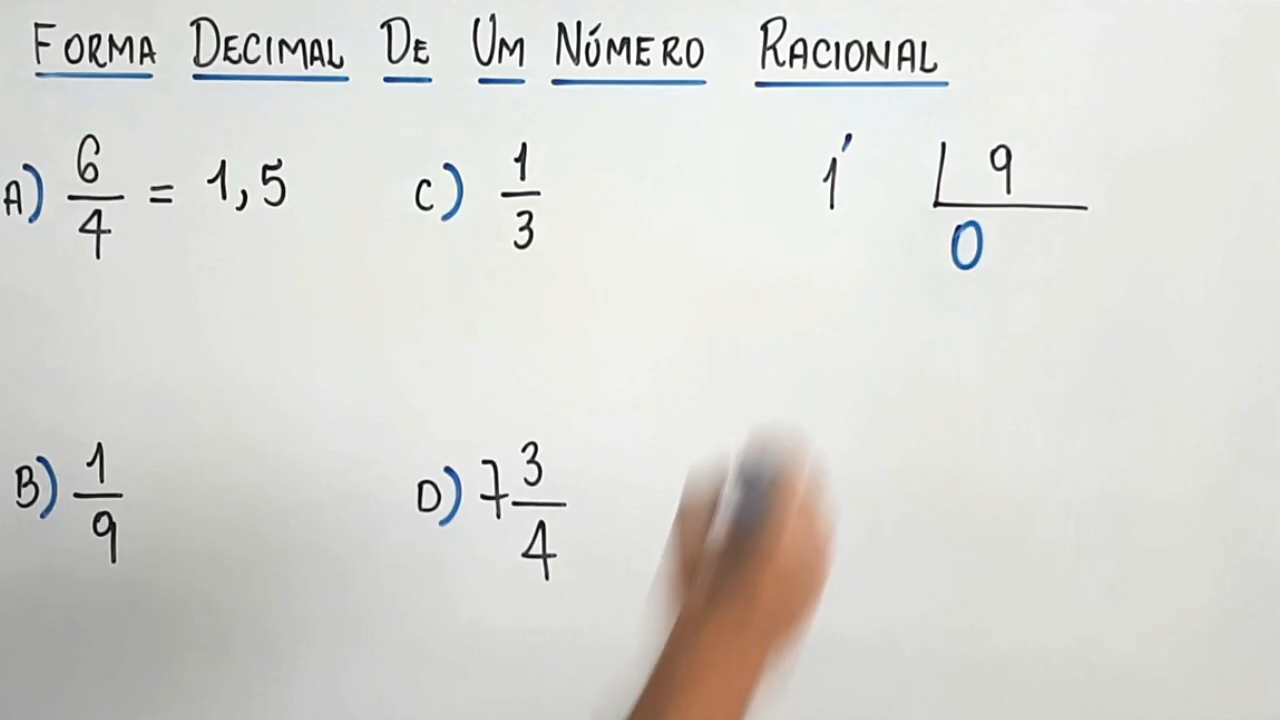 FORMA DECIMAL DE UM NÚMERO RACIONAL
A) 6/4 = 1,5
C) 1/3
1' 9
0
B) 1/9
D) 7 3/4